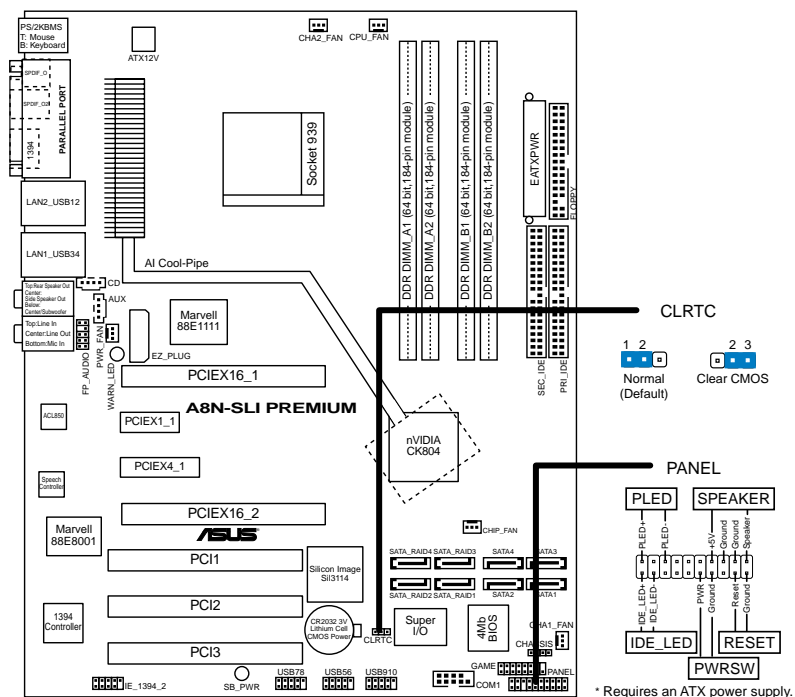 PS/2KBMS
T: Mouse
B: Keyboard
SPDIF_O
SPDIF_O2
PARALLEL PORT
1394
LAN2_USB12
LAN1_USB34
Top:Rear Speaker Out
Center:
Side Speaker Out
Below:
Center/Subwoofer
Top:Line In
Center:Line Out
Bottom:Mic In
ATX12V
CHA2_FAN
CPU_FAN
Socket 939
DDR DIMM_A1 (64 bit,184-pin module)
DDR DIMM_A2 (64 bit,184-pin module)
DDR DIMM_B1 (64 bit,184-pin module)
DDR DIMM_B2 (64 bit,184-pin module)
EATXPWR
FLOPPY
SEC_IDE
PRI_IDE
AI Cool-Pipe
CD
AUX
FP_AUDIO
PWR_FAN
WARN_LED
EZ_PLUG
Marvell
88E1111
PCIEX16_1
A8N-SLI PREMIUM
ACL850
PCIEX1_1
nVIDIA
CK804
PCIEX4_1
Speech
Controller
PCIEX16_2
ASUS
Marvell
88E8001
CHIP_FAN
PCI1
Silicon Image
Sil3114
SATA_RAID4
SATA_RAID3
SATA4
SATA3
SATA_RAID2
SATA_RAID1
SATA2
SATA1
PCI2
1394
Controller
CR2032 3V
Lithium Cell
CMOS Power
CLRTC
Super
I/O
4Mb
BIOS
CHA1_FAN
CHASSIS
PCI3
GAME
PANEL
IE_1394_2
SB_PWR
USB78
USB56
USB910
COM1
CLRTC
1 2
2 3
Normal
(Default)
Clear CMOS
PANEL
PLED
SPEAKER
PLED+
PLED-
+5V
Ground
Ground
Speaker
IDE_LED+
IDE_LED-
PWR
Ground
Reset
Ground
IDE_LED
RESET
PWRSW
* Requires an ATX power supply.